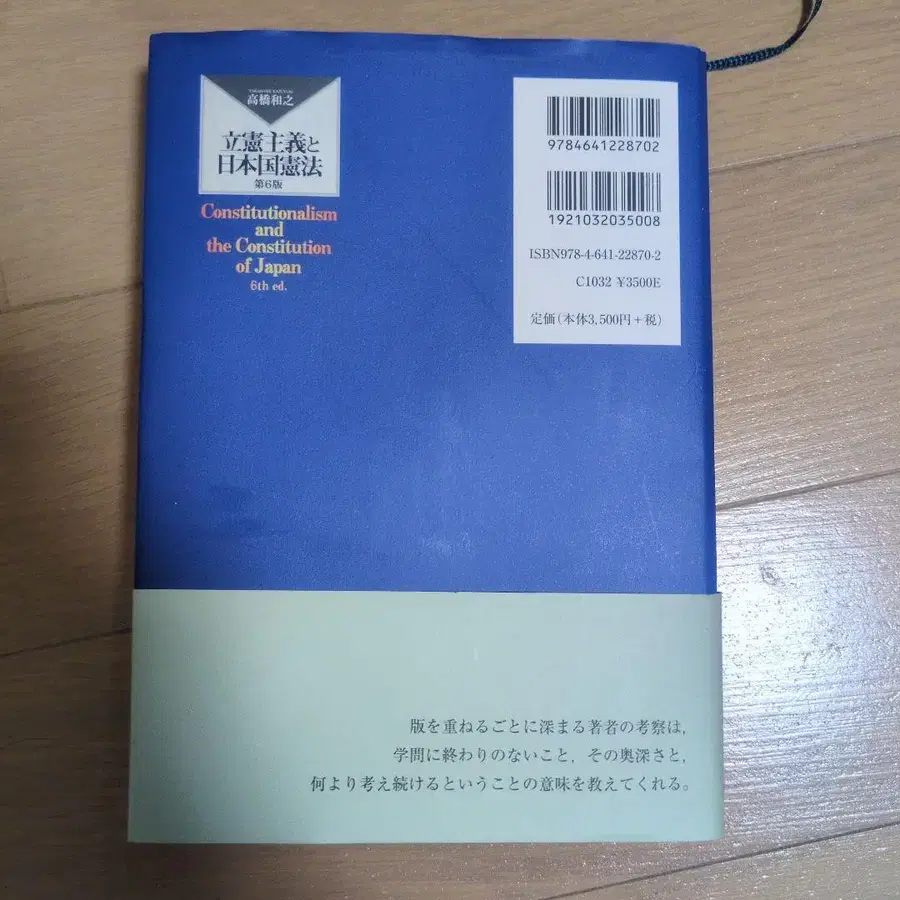 TAKAHASHI KAZUYUKI
高橋和之
立憲主義と
日本国憲法
第6版
Constitutionalism
and
the Constitution
of Japan
6th ed.
9784641228702
1921032035008
ISBN978-4-641-22870-2
C1032 ¥3500E
定価(本体3,500円+税)
版を重ねるごとに深まる著者の考察は,
学問に終わりのないこと,その奥深さと,
何より考え続けるということの意味を教えてくれる。